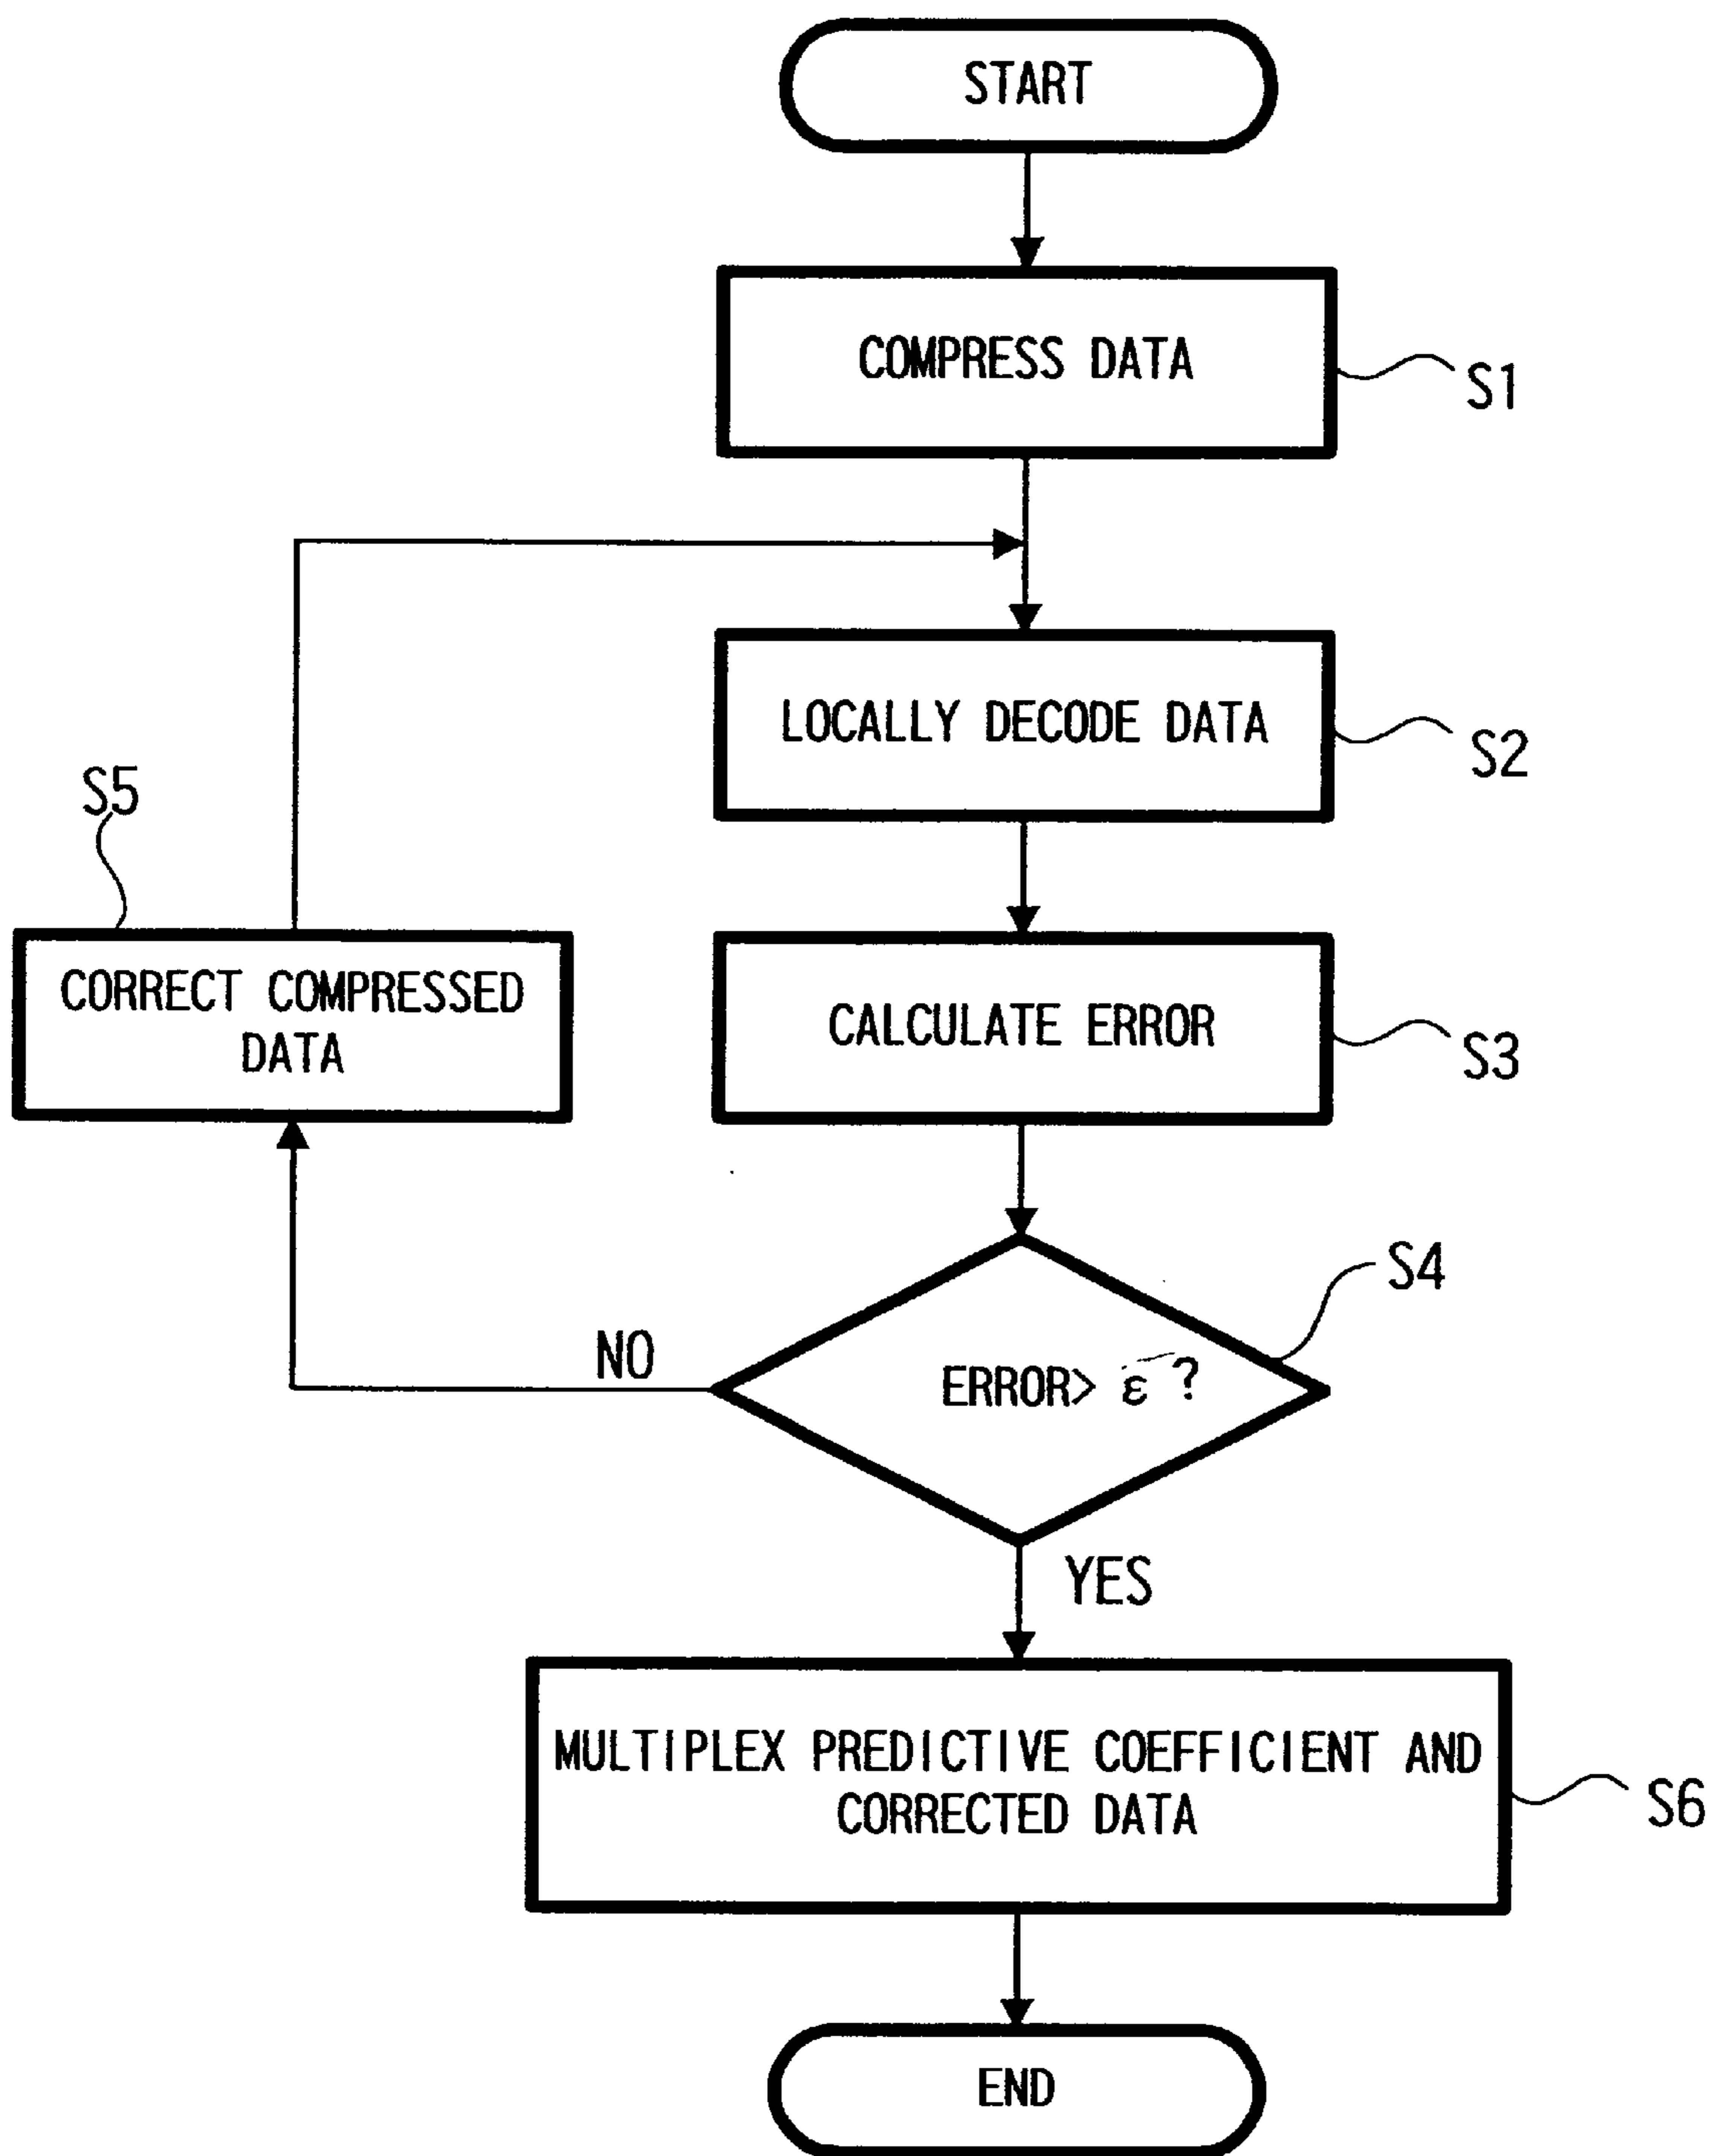 START
COMPRESS DATA
S1
LOCALLY DECODE DATA
S2
S5
CORRECT COMPRESSED
DATA
CALCULATE ERROR
S3
S4
NO
ERROR> ε ?
YES
MULTIPLEX PREDICTIVE COEFFICIENT AND
CORRECTED DATA
S6
END